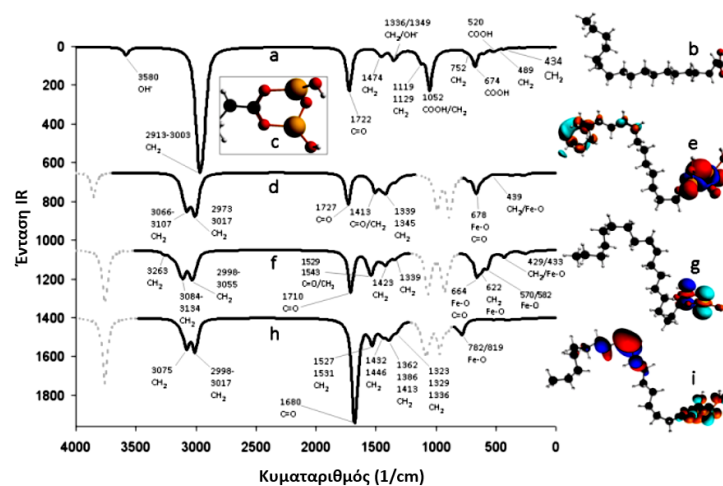 Ένταση IR
0
200
400
600
800
1000
1200
1400
1600
1800
4000
3500
3000
2500
2000
1500
1000
500
0
Κυματαριθμός (1/cm)
a
3580
OH⁻
2913-3003
CH₂
1722
C=O
1474
CH₂
1336/1349
CH₂/OH⁻
1119
1129
CH₂
1052
COOH/CH₂
752
CH₂
520
COOH
674
COOH
489
CH₂
434
CH₂
b
c
d
3066-
3107
CH₂
2973
3017
CH₂
1727
C=O
1413
C=O/CH₂
1339
1345
CH₂
678
Fe-O
C=O
439
CH₂/Fe-O
e
f
3263
CH₂
3084-
3134
CH₂
2998-
3055
CH₂
1710
C=O
1529
1543
C=O/CH₂
1423
CH₂
1339
CH₂
664
Fe-O
C=O
622
CH₂
Fe-O
570/582
Fe-O
429/433
CH₂/Fe-O
g
h
3075
CH₂
2998-
3017
CH₂
1680
C=O
1527
1531
CH₂
1432
1446
CH₂
1362
1386
1413
CH₂
1323
1329
1336
CH₂
782/819
Fe-O
i